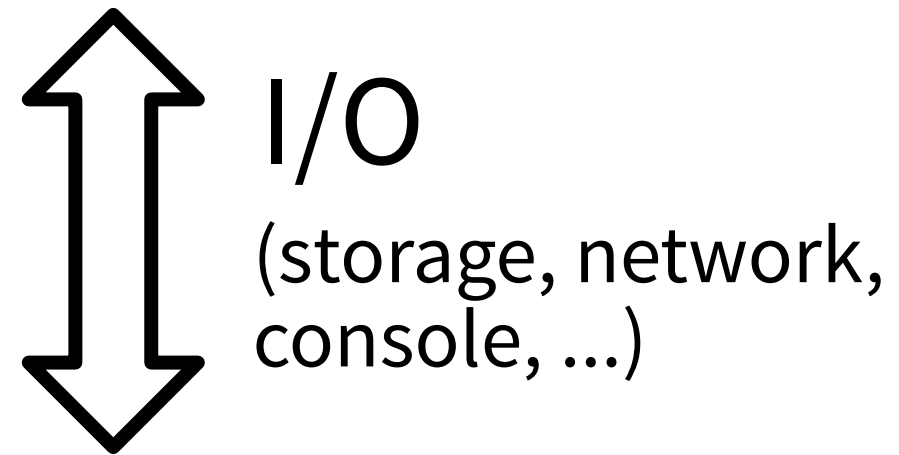 I/O
(storage, network,
console, ...)